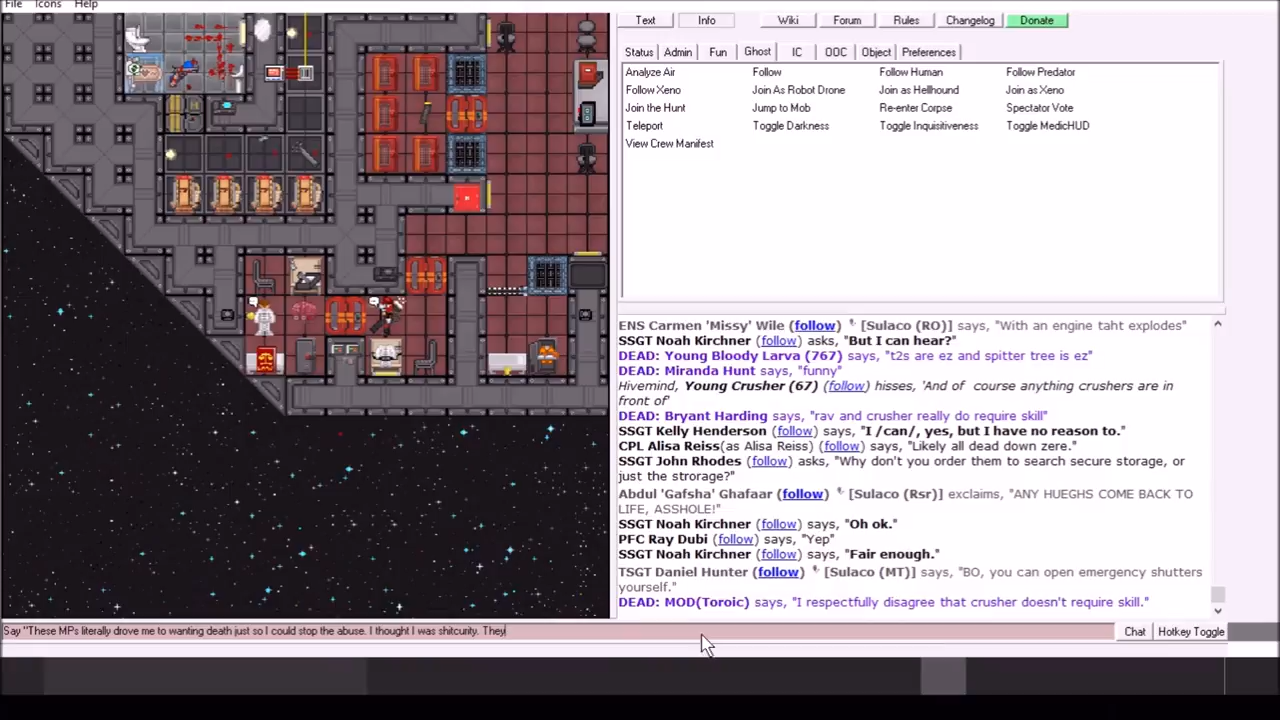 File Icons Help
Text Info Wiki Forum Rules Changelog Donate
Status Admin Fun Ghost IC OOC Object Preferences
Analyze Air Follow Follow Human Follow Predator
Follow Xeno Join As Robot Drone Join as Hellhound Join as Xeno
Join the Hunt Jump to Mob Re-enter Corpse Spectator Vote
Teleport Toggle Darkness Toggle Inquisitiveness Toggle MedicHUD
View Crew Manifest
ENS Carmen 'Missy' Wile (follow) [Sulaco (RO)] says, "With an engine taht explodes"
SSGT Noah Kirchner (follow) asks, "But I can hear?"
DEAD: Young Bloody Larva (767) says, "t2s are ez and spitter tree is ez"
DEAD: Miranda Hunt says, "funny"
Hivemind, Young Crusher (67) (follow) hisses, 'And of course anything crushers are in
front of'
DEAD: Bryant Harding says, "rav and crusher really do require skill"
SSGT Kelly Henderson (follow) says, "I /can/, yes, but I have no reason to."
CPL Alisa Reiss(as Alisa Reiss) (follow) says, "Likely all dead down zere."
SSGT John Rhodes (follow) asks, "Why don't you order them to search secure storage, or
just the strorage?"
Abdul 'Gafsha' Ghafaar (follow) [Sulaco (Rsr)] exclaims, "ANY HUEGHS COME BACK TO
LIFE, ASSHOLE!"
SSGT Noah Kirchner (follow) says, "Oh ok."
PFC Ray Dubi (follow) says, "Yep"
SSGT Noah Kirchner (follow) says, "Fair enough."
TSGT Daniel Hunter (follow) [Sulaco (MT)] says, "BO, you can open emergency shutters
yourself."
DEAD: MOD(Toroic) says, "I respectfully disagree that crusher doesn't require skill."
Say "These MPs literally drove me to wanting death just so I could stop the abuse. I thought I was shitcurity. They
Chat Hotkey Toggle